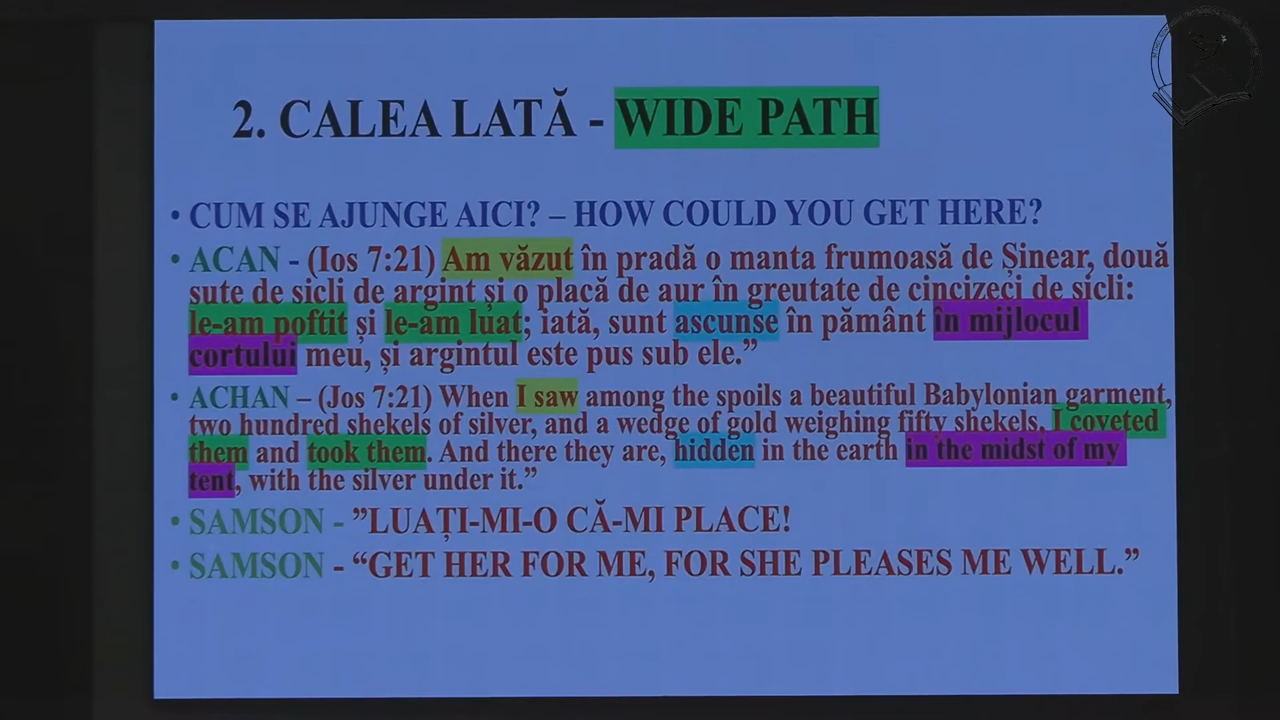 2. CALEA LATĂ - WIDE PATH
• CUM SE AJUNGE AICI? – HOW COULD YOU GET HERE?
• ACAN - (Ios 7:21) Am văzut în pradă o manta frumoasă de Șinear, două
sute de sicli de argint și o placă de aur în greutate de cincizeci de sicli:
le-am poftit și le-am luat; iată, sunt ascunse în pământ în mijlocul
cortului meu, și argintul este pus sub ele.”
• ACHAN – (Jos 7:21) When I saw among the spoils a beautiful Babylonian garment,
two hundred shekels of silver, and a wedge of gold weighing fifty shekels, I coveted
them and took them. And there they are, hidden in the earth in the midst of my
tent, with the silver under it.”
• SAMSON - ”LUAȚI-MI-O CĂ-MI PLACE!
• SAMSON - “GET HER FOR ME, FOR SHE PLEASES ME WELL.”